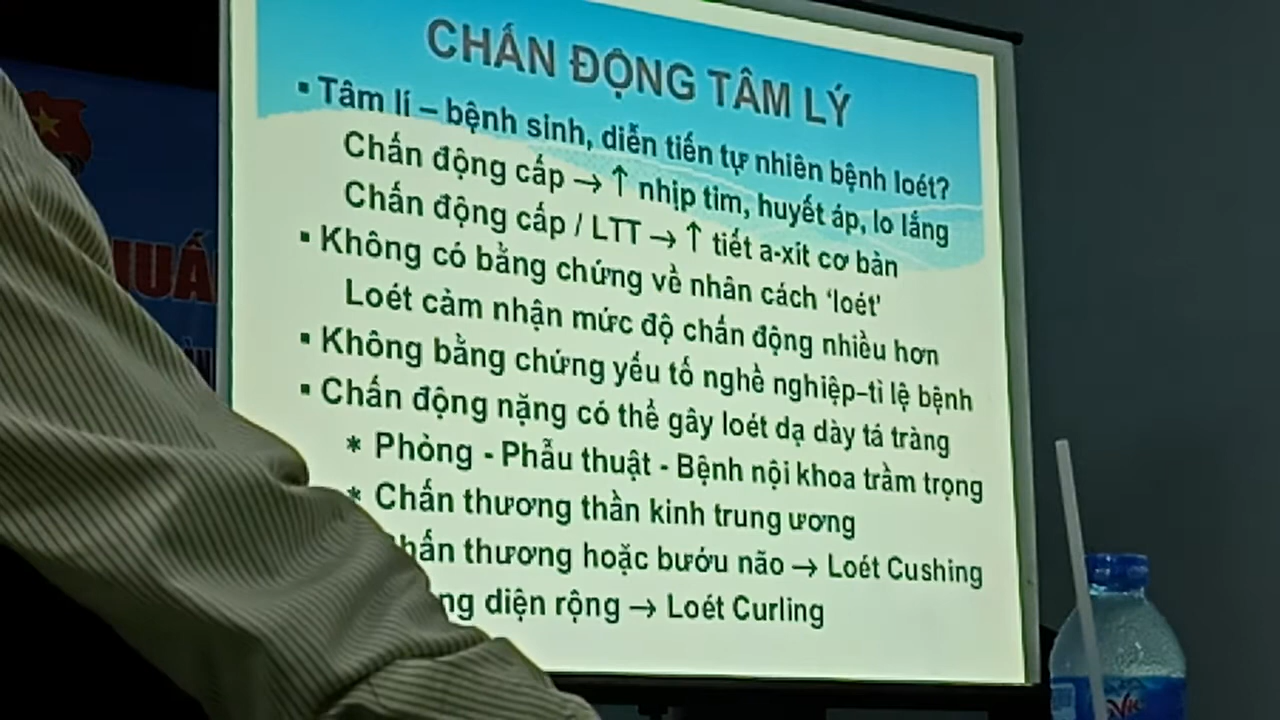 CHẤN ĐỘNG TÂM LÝ
▪ Tâm lí – bệnh sinh, diễn tiến tự nhiên bệnh loét?
Chấn động cấp → ↑ nhịp tim, huyết áp, lo lắng
Chấn động cấp / LTT → ↑ tiết a-xít cơ bản
▪ Không có bằng chứng về nhân cách ‘loét’
Loét cảm nhận mức độ chấn động nhiều hơn
▪ Không bằng chứng yếu tố nghề nghiệp–tỉ lệ bệnh
▪ Chấn động nặng có thể gây loét dạ dày tá tràng
* Phỏng - Phẫu thuật - Bệnh nội khoa trầm trọng
* Chấn thương thần kinh trung ương
hấn thương hoặc bướu não → Loét Cushing
ng diện rộng → Loét Curling
HUẤ